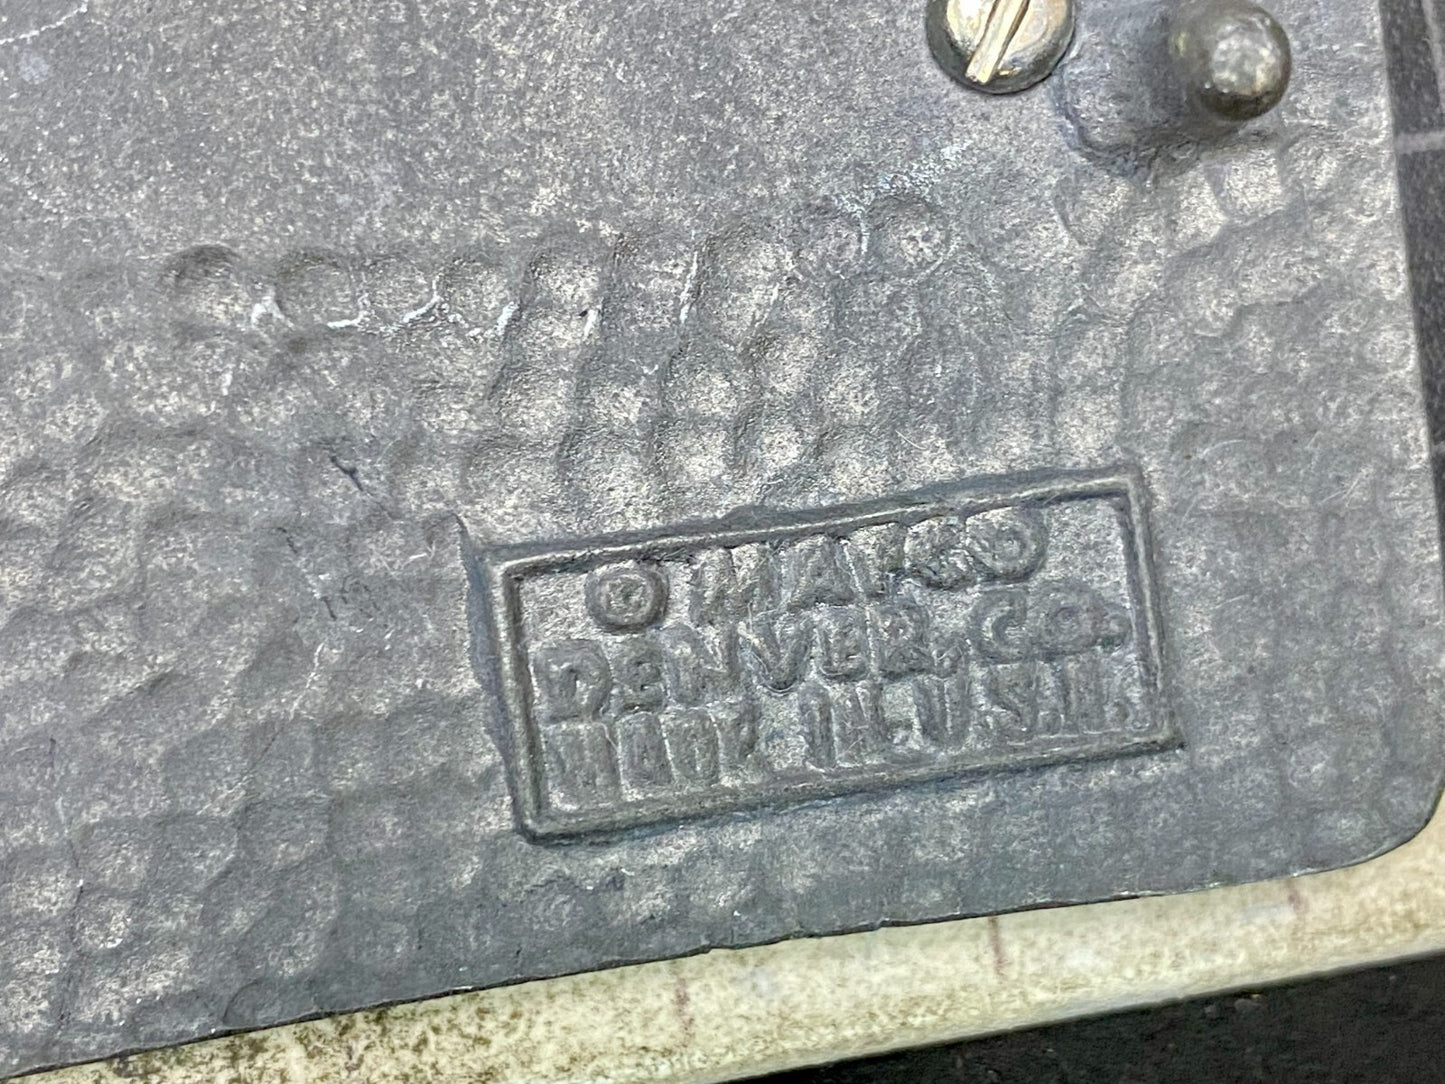 ©
DENVER, CO.
MADE IN U.S.A.